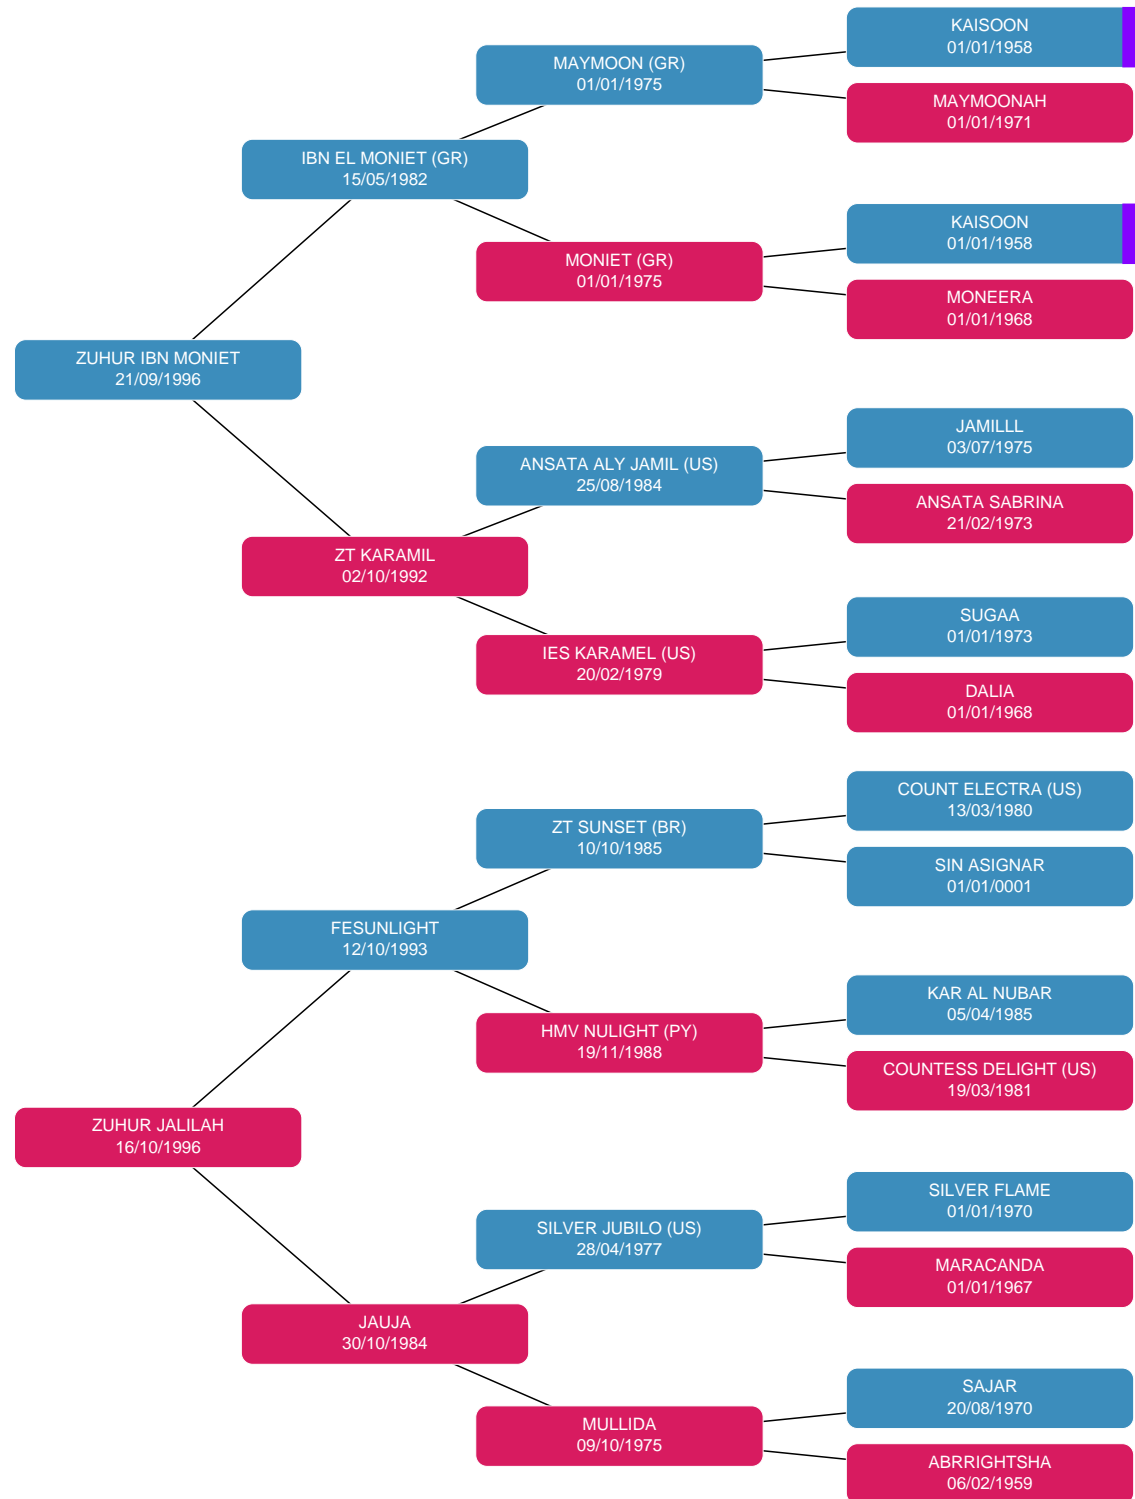 KAISOON
01/01/1958
MAYMOON (GR)
01/01/1975
MAYMOONAH
01/01/1971
IBN EL MONIET (GR)
15/05/1982
KAISOON
01/01/1958
MONIET (GR)
01/01/1975
MONEERA
01/01/1968
ZUHUR IBN MONIET
21/09/1996
JAMILLL
03/07/1975
ANSATA ALY JAMIL (US)
25/08/1984
ANSATA SABRINA
21/02/1973
ZT KARAMIL
02/10/1992
SUGAA
01/01/1973
IES KARAMEL (US)
20/02/1979
DALIA
01/01/1968
COUNT ELECTRA (US)
13/03/1980
ZT SUNSET (BR)
10/10/1985
SIN ASIGNAR
01/01/0001
FESUNLIGHT
12/10/1993
KAR AL NUBAR
05/04/1985
HMV NULIGHT (PY)
19/11/1988
COUNTESS DELIGHT (US)
19/03/1981
ZUHUR JALILAH
16/10/1996
SILVER FLAME
01/01/1970
SILVER JUBILO (US)
28/04/1977
MARACANDA
01/01/1967
JAUJA
30/10/1984
SAJAR
20/08/1970
MULLIDA
09/10/1975
ABRRIGHTSHA
06/02/1959